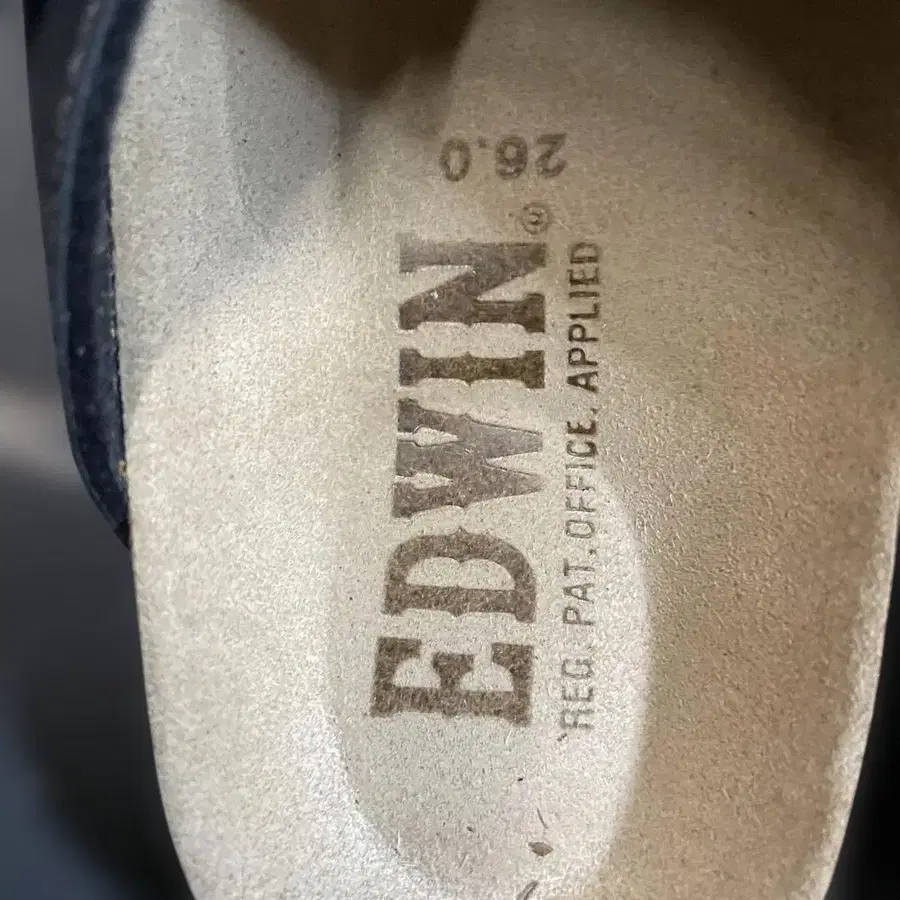 26.0
EDWIN®
REG. PAT. OFFICE. APPLIED